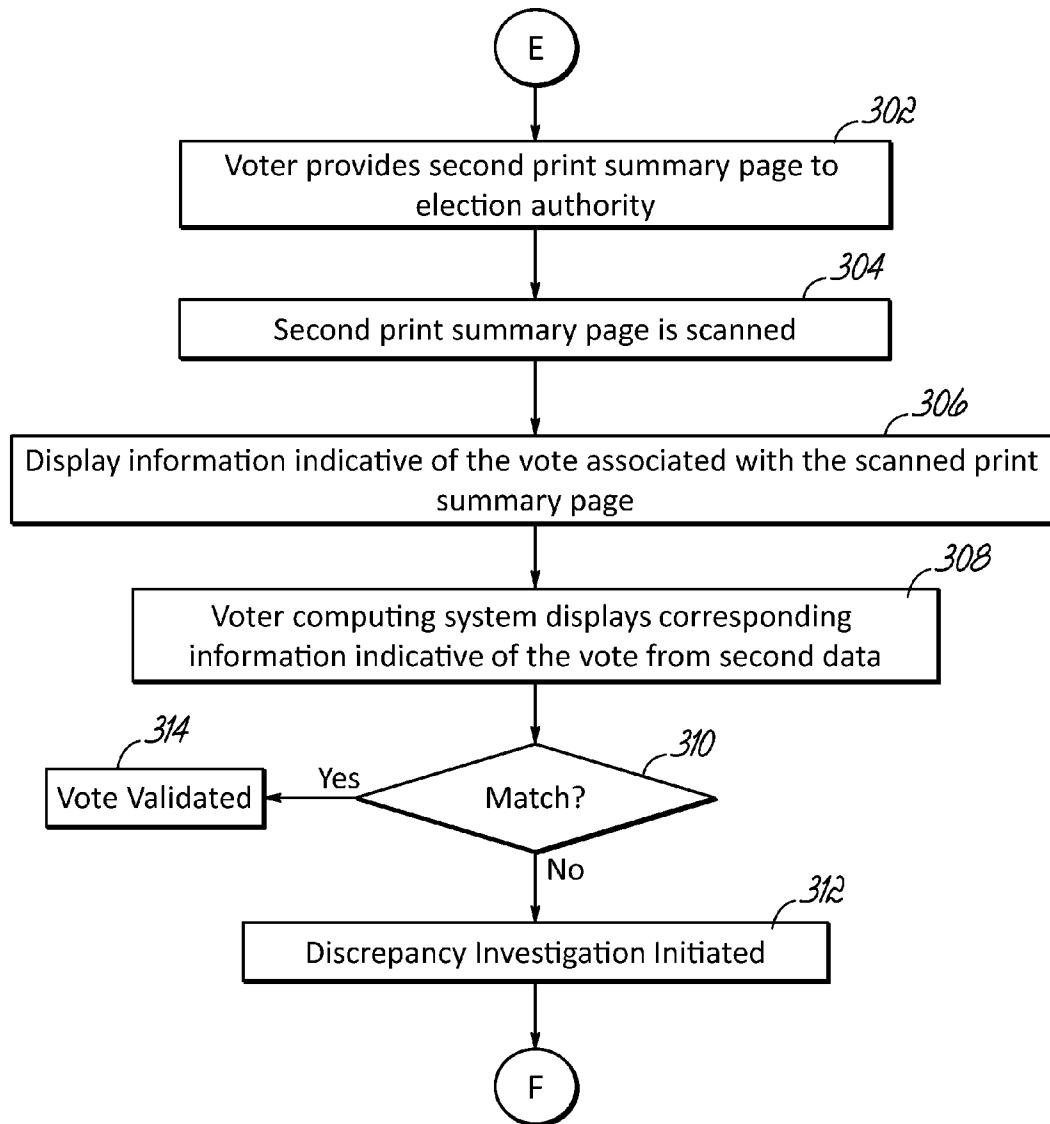 E
302
Voter provides second print summary page to
election authority
304
Second print summary page is scanned
306
Display information indicative of the vote associated with the scanned print
summary page
308
Voter computing system displays corresponding
information indicative of the vote from second data
314
310
Vote Validated
Yes
Match?
No
312
Discrepancy Investigation Initiated
F